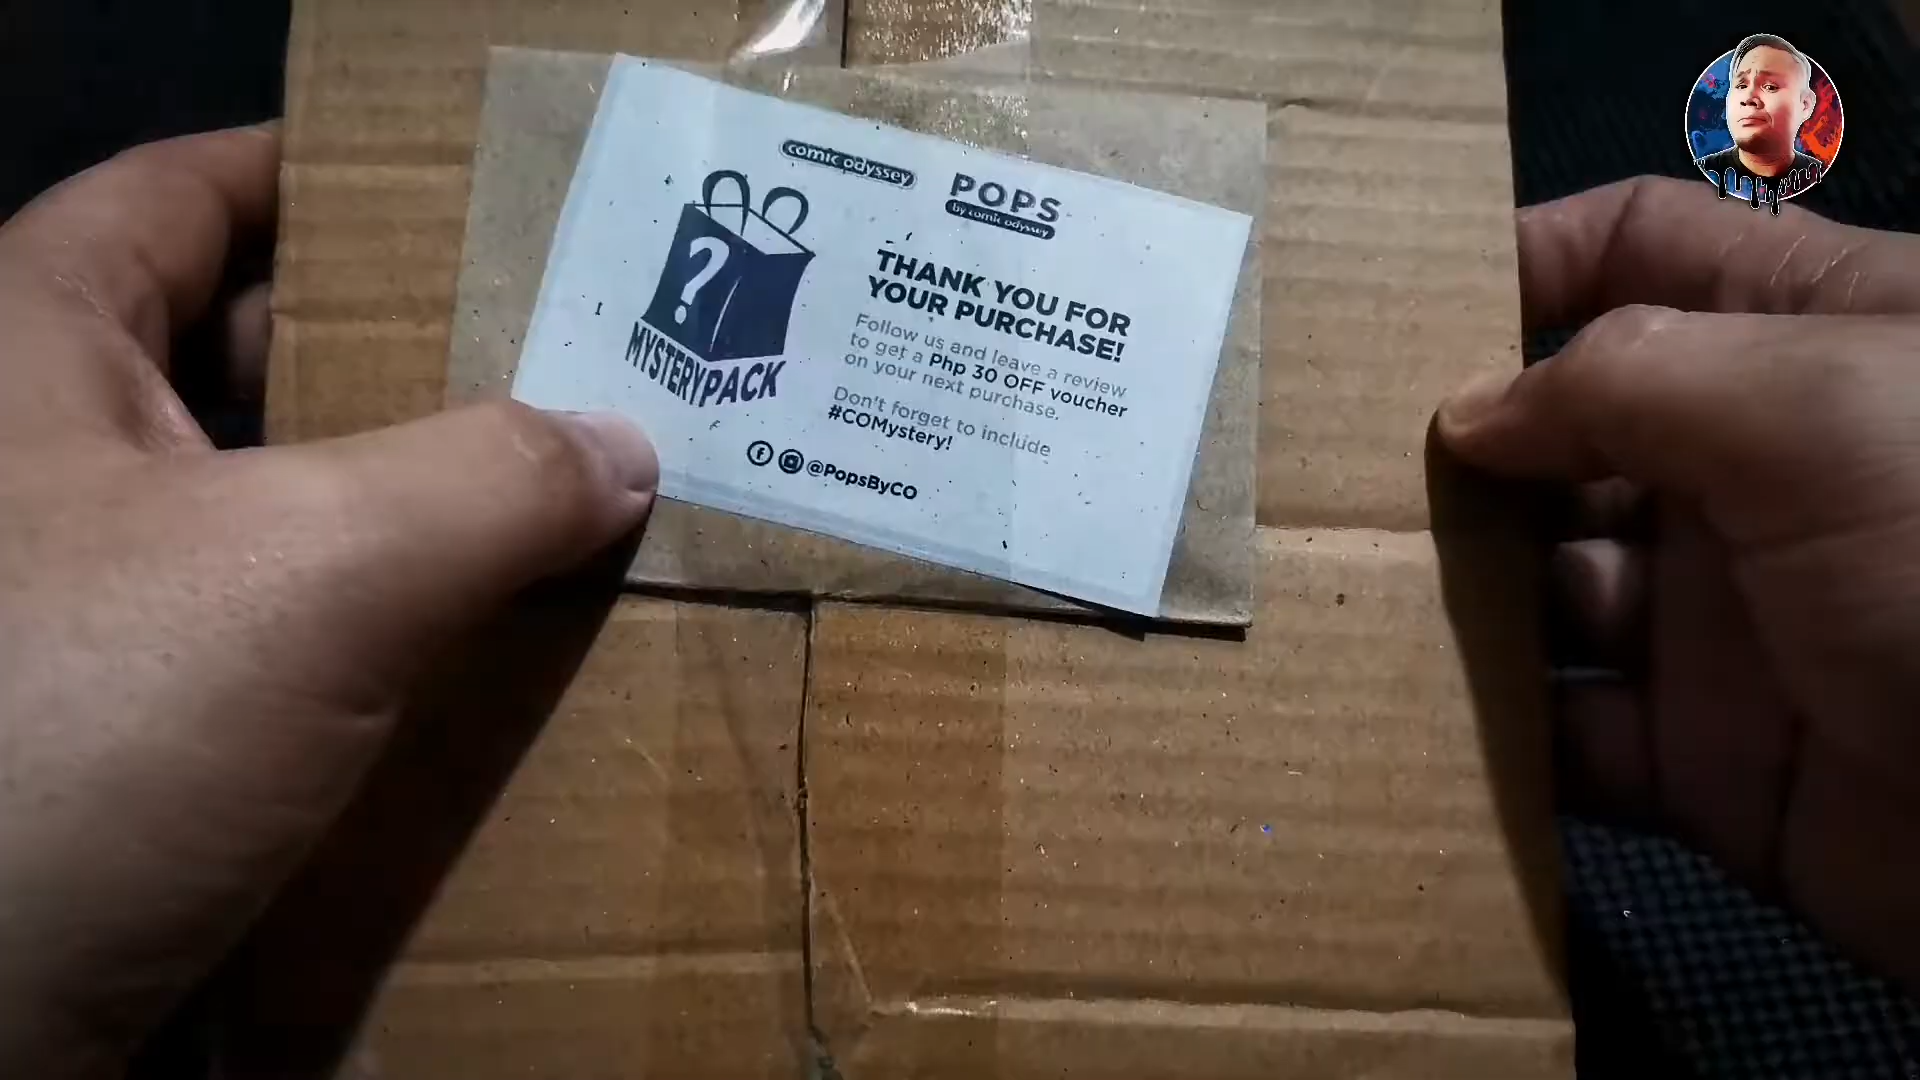 comic odyssey
POPS
by comic odyssey
?
MYSTERYPACK
THANK YOU FOR
YOUR PURCHASE!
Follow us and leave a review
to get a Php 30 OFF voucher
on your next purchase.
Don't forget to include
#COMystery!
@PopsByCO